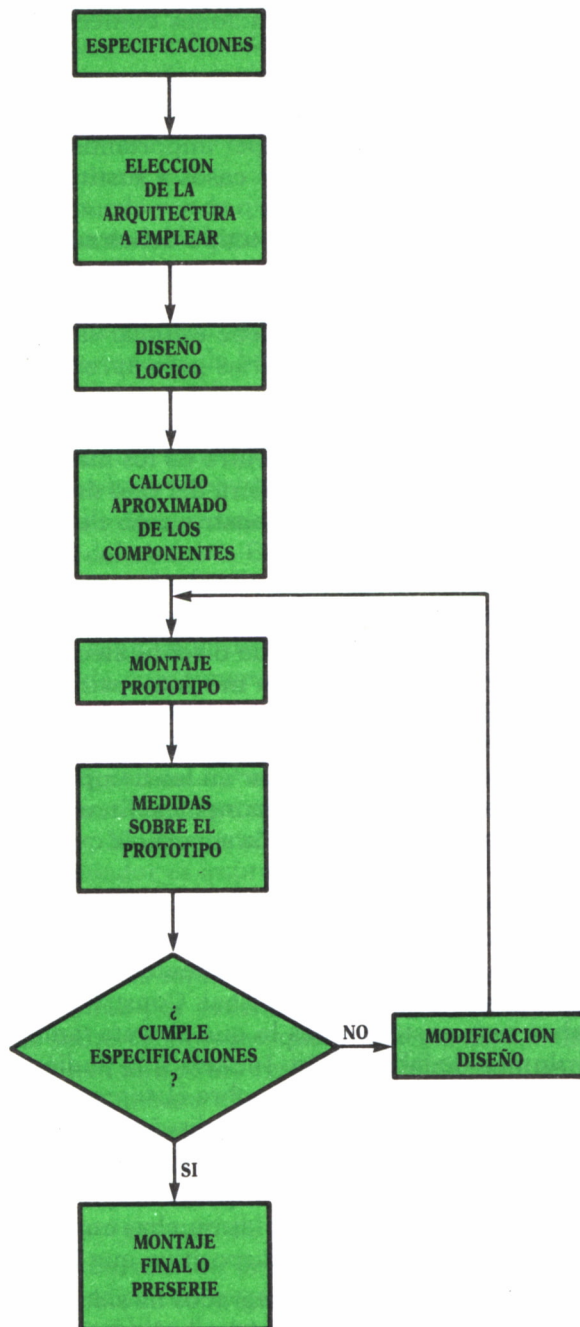 ESPECIFICACIONES
ELECCION
DE LA
ARQUITECTURA
A EMPLEAR
DISEÑO
LOGICO
CALCULO
APROXIMADO
DE LOS
COMPONENTES
MONTAJE
PROTOTIPO
MEDIDAS
SOBRE EL
PROTOTIPO
¿
CUMPLE
ESPECIFICACIONES
?
NO
MODIFICACION
DISEÑO
SI
MONTAJE
FINAL O
PRESERIE